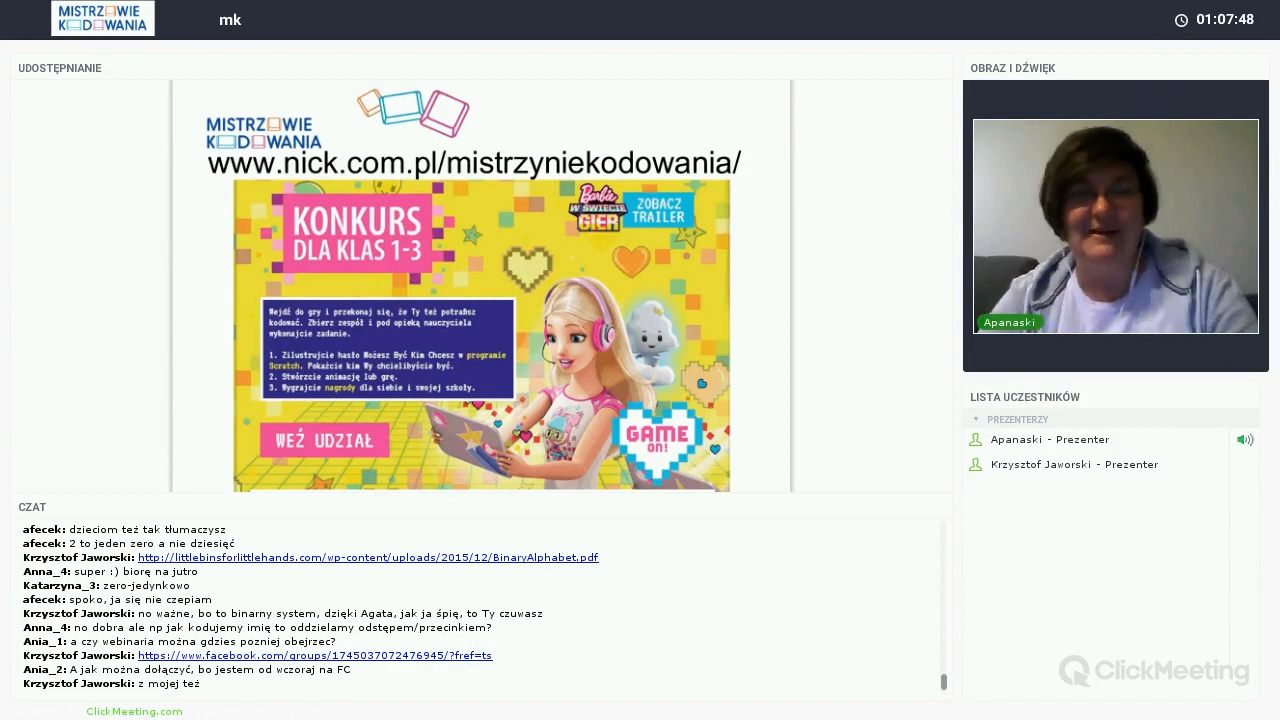 MISTRZOWIE
KODOWANIA
mk
01:07:48
UDOSTĘPNIANIE
MISTRZOWIE
KODOWANIA
www.nick.com.pl/mistrzyniekodowania/
KONKURS
DLA KLAS 1-3
Barbie
W ŚWIECIE
GIER
ZOBACZ
TRAILER
Wejdź do gry i przekonaj się, że Ty też potrafisz
kodować. Zbierz zespół i pod opieką nauczyciela
wykonajcie zadanie.
1. Zilustrujcie hasło Możesz Być Kim Chcesz w programie
Scratch. Pokażcie kim Wy chcielibyście być.
2. Stwórzcie animację lub grę.
3. Wygrajcie nagrody dla siebie i swojej szkoły.
WEŹ UDZIAŁ
GAME
ON!
OBRAZ I DŹWIĘK
Apanaski
LISTA UCZESTNIKÓW
PREZENTERZY
Apanaski - Prezenter
Krzysztof Jaworski - Prezenter
CZAT
afecek: dzieciom też tak tłumaczysz
afecek: 2 to jeden zero a nie dziesięć
Krzysztof Jaworski: http://littlebinsforlittlehands.com/wp-content/uploads/2015/12/BinaryAlphabet.pdf
Anna_4: super :) biorę na jutro
Katarzyna_3: zero-jedynkowo
afecek: spoko, ja się nie czepiam
Krzysztof Jaworski: no ważne, bo to binarny system, dzięki Agata, jak ja śpię, to Ty czuwasz
Anna_4: no dobra ale np jak kodujemy imię to oddzielamy odstępem/przecinkiem?
Ania_1: a czy webinaria można gdzies pozniej obejrzec?
Krzysztof Jaworski: https://www.facebook.com/groups/1745037072476945/?fref=ts
Ania_2: A jak można dołączyć, bo jestem od wczoraj na FC
Krzysztof Jaworski: z mojej też
ClickMeeting
ClickMeeting.com